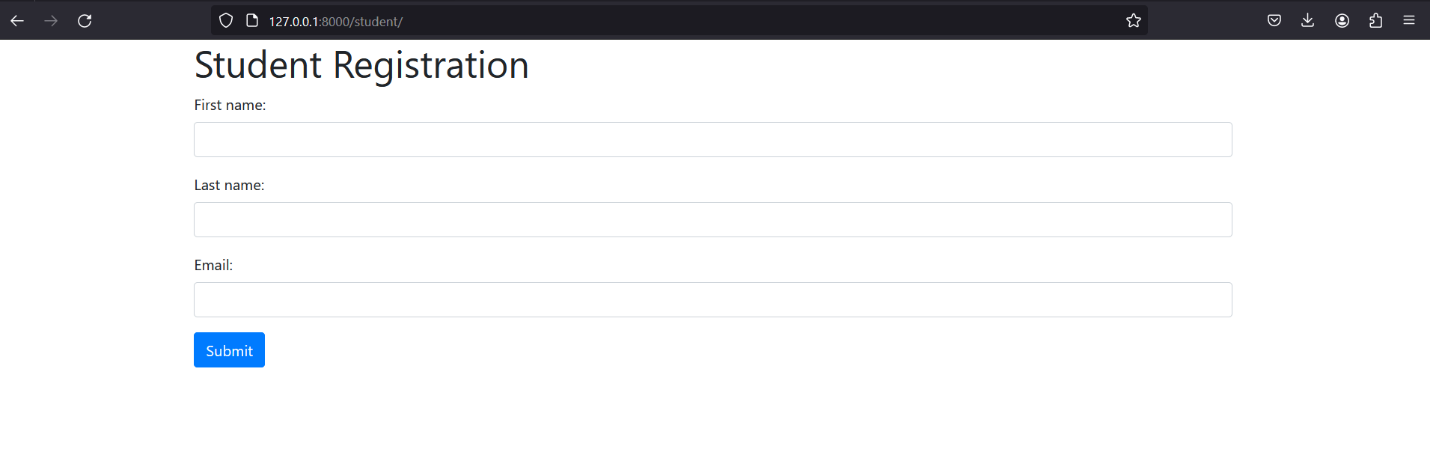 127.0.0.1:8000/student/
Student Registration
First name:
Last name:
Email:
Submit